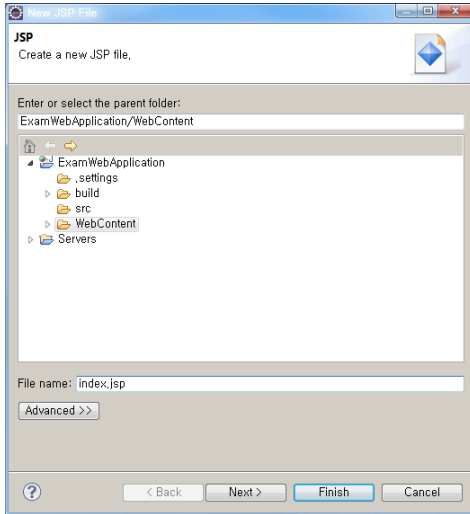 New JSP File
JSP
Create a new JSP file,
Enter or select the parent folder:
ExamWebApplication/WebContent
ExamWebApplication
,settings
build
src
WebContent
Servers
File name: index,jsp
Advanced >>
? < Back Next > Finish Cancel